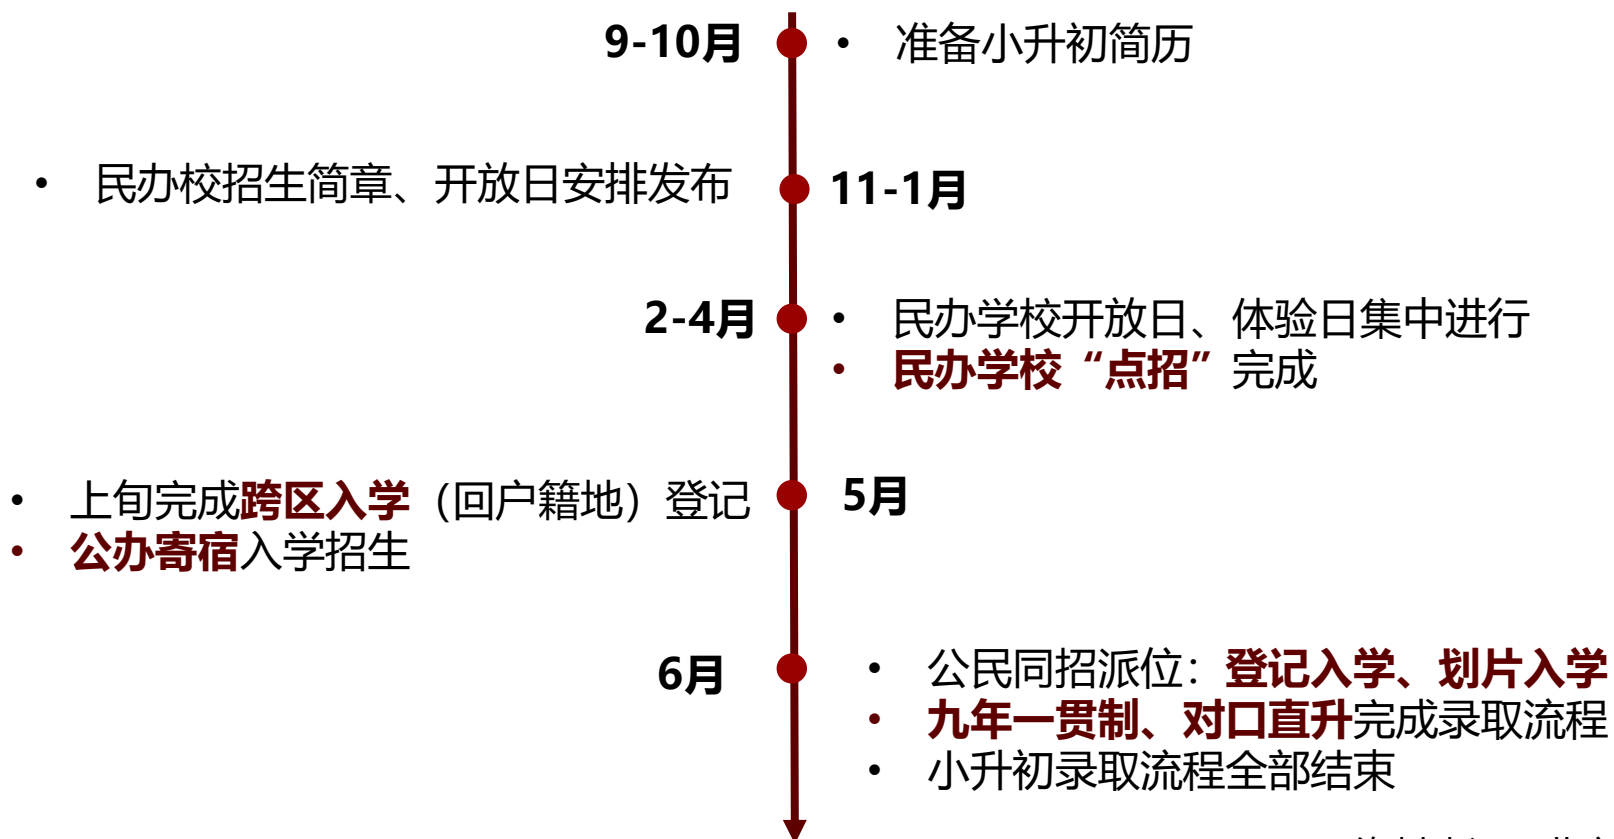 9-10月
• 准备小升初简历
• 民办校招生简章、开放日安排发布
11-1月
2-4月
• 民办学校开放日、体验日集中进行
• 民办学校“点招”完成
• 上旬完成跨区入学（回户籍地）登记
• 公办寄宿入学招生
5月
6月
• 公民同招派位：登记入学、划片入学
• 九年一贯制、对口直升完成录取流程
• 小升初录取流程全部结束